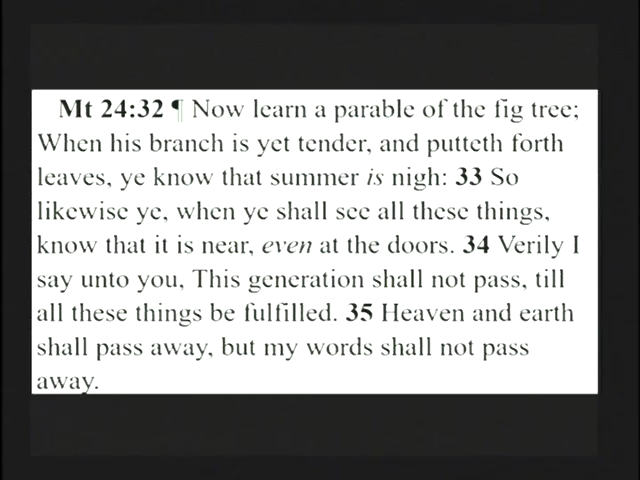 Mt 24:32 ¶ Now learn a parable of the fig tree;
When his branch is yet tender, and putteth forth
leaves, ye know that summer is nigh: 33 So
likewise ye, when ye shall see all these things,
know that it is near, even at the doors. 34 Verily I
say unto you, This generation shall not pass, till
all these things be fulfilled. 35 Heaven and earth
shall pass away, but my words shall not pass
away.